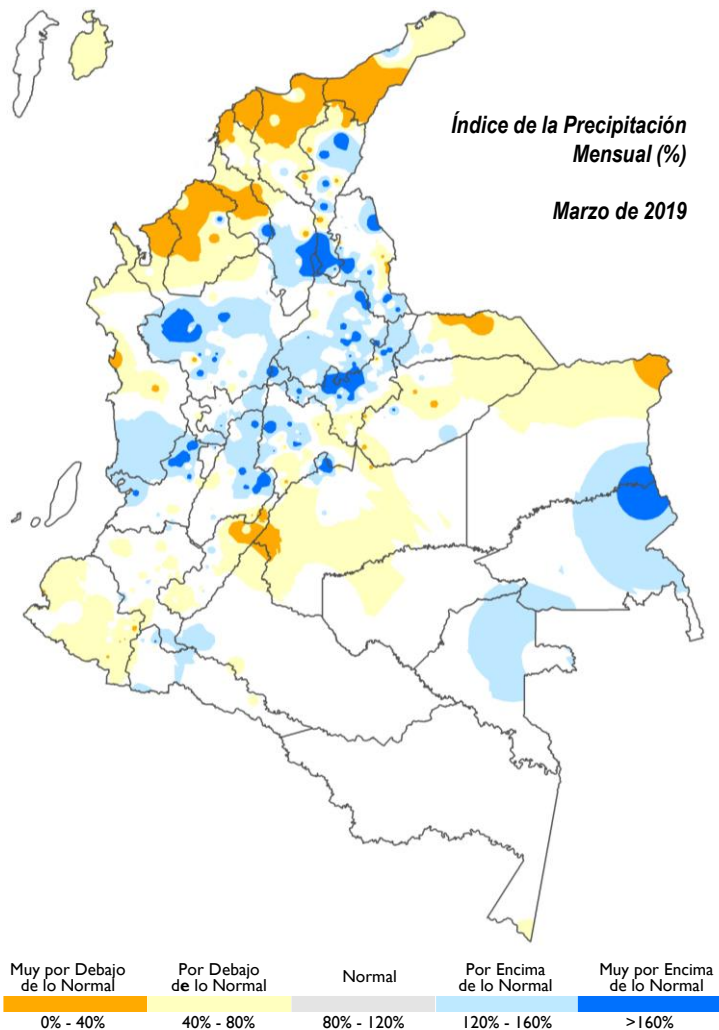 Índice de la Precipitación
Mensual (%)
Marzo de 2019
Muy por Debajo
de lo Normal
Por Debajo
de lo Normal
Normal
Por Encima
de lo Normal
Muy por Encima
de lo Normal
0% - 40%
40% - 80%
80% - 120%
120% - 160%
>160%